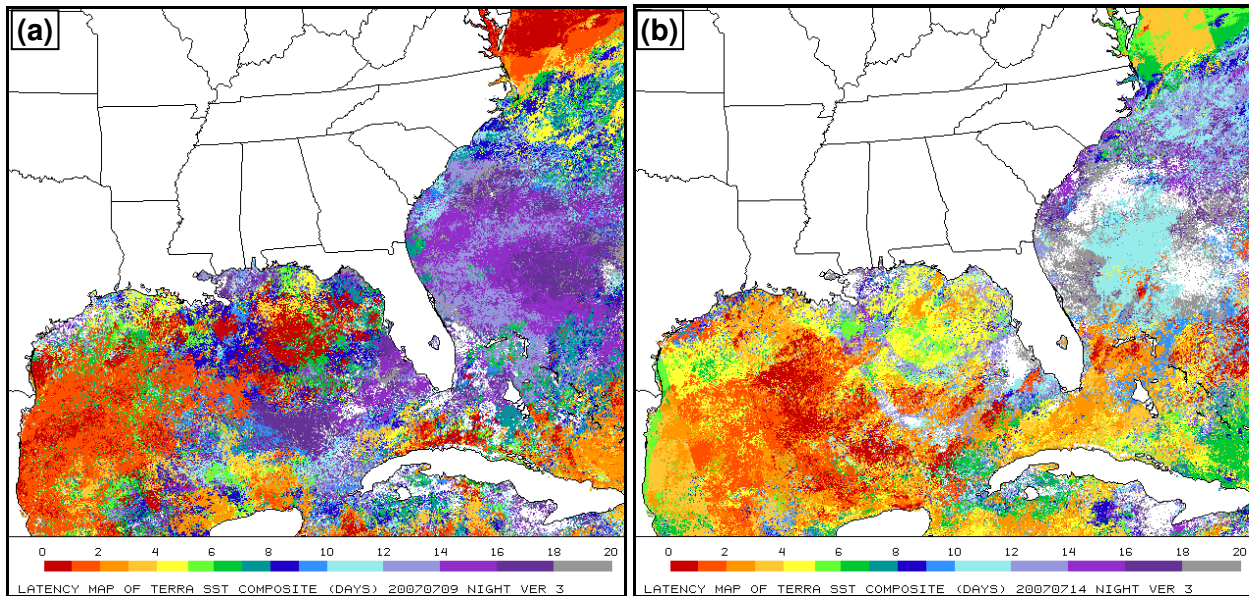 (a)
0 2 4 6 8 10 12 14 16 18 20
LATENCY MAP OF TERRA SST COMPOSITE (DAYS) 20070709 NIGHT VER 3
(b)
0 2 4 6 8 10 12 14 16 18 20
LATENCY MAP OF TERRA SST COMPOSITE (DAYS) 20070714 NIGHT VER 3